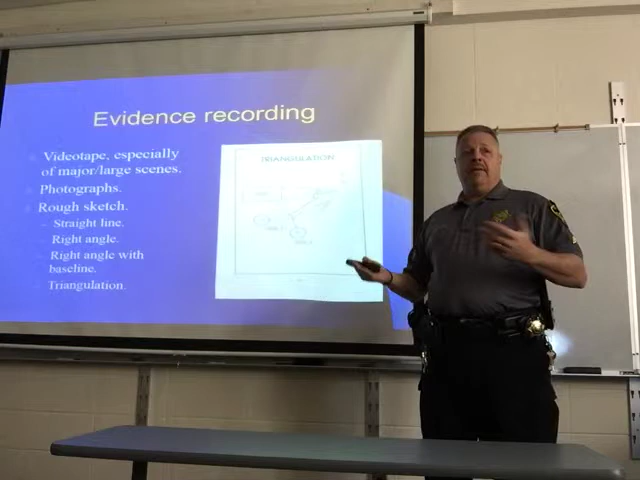 Evidence recording
Videotape, especially
of major/large scenes.
Photographs.
Rough sketch.
– Straight line.
– Right angle.
– Right angle with
baseline.
– Triangulation.
TRIANGULATION